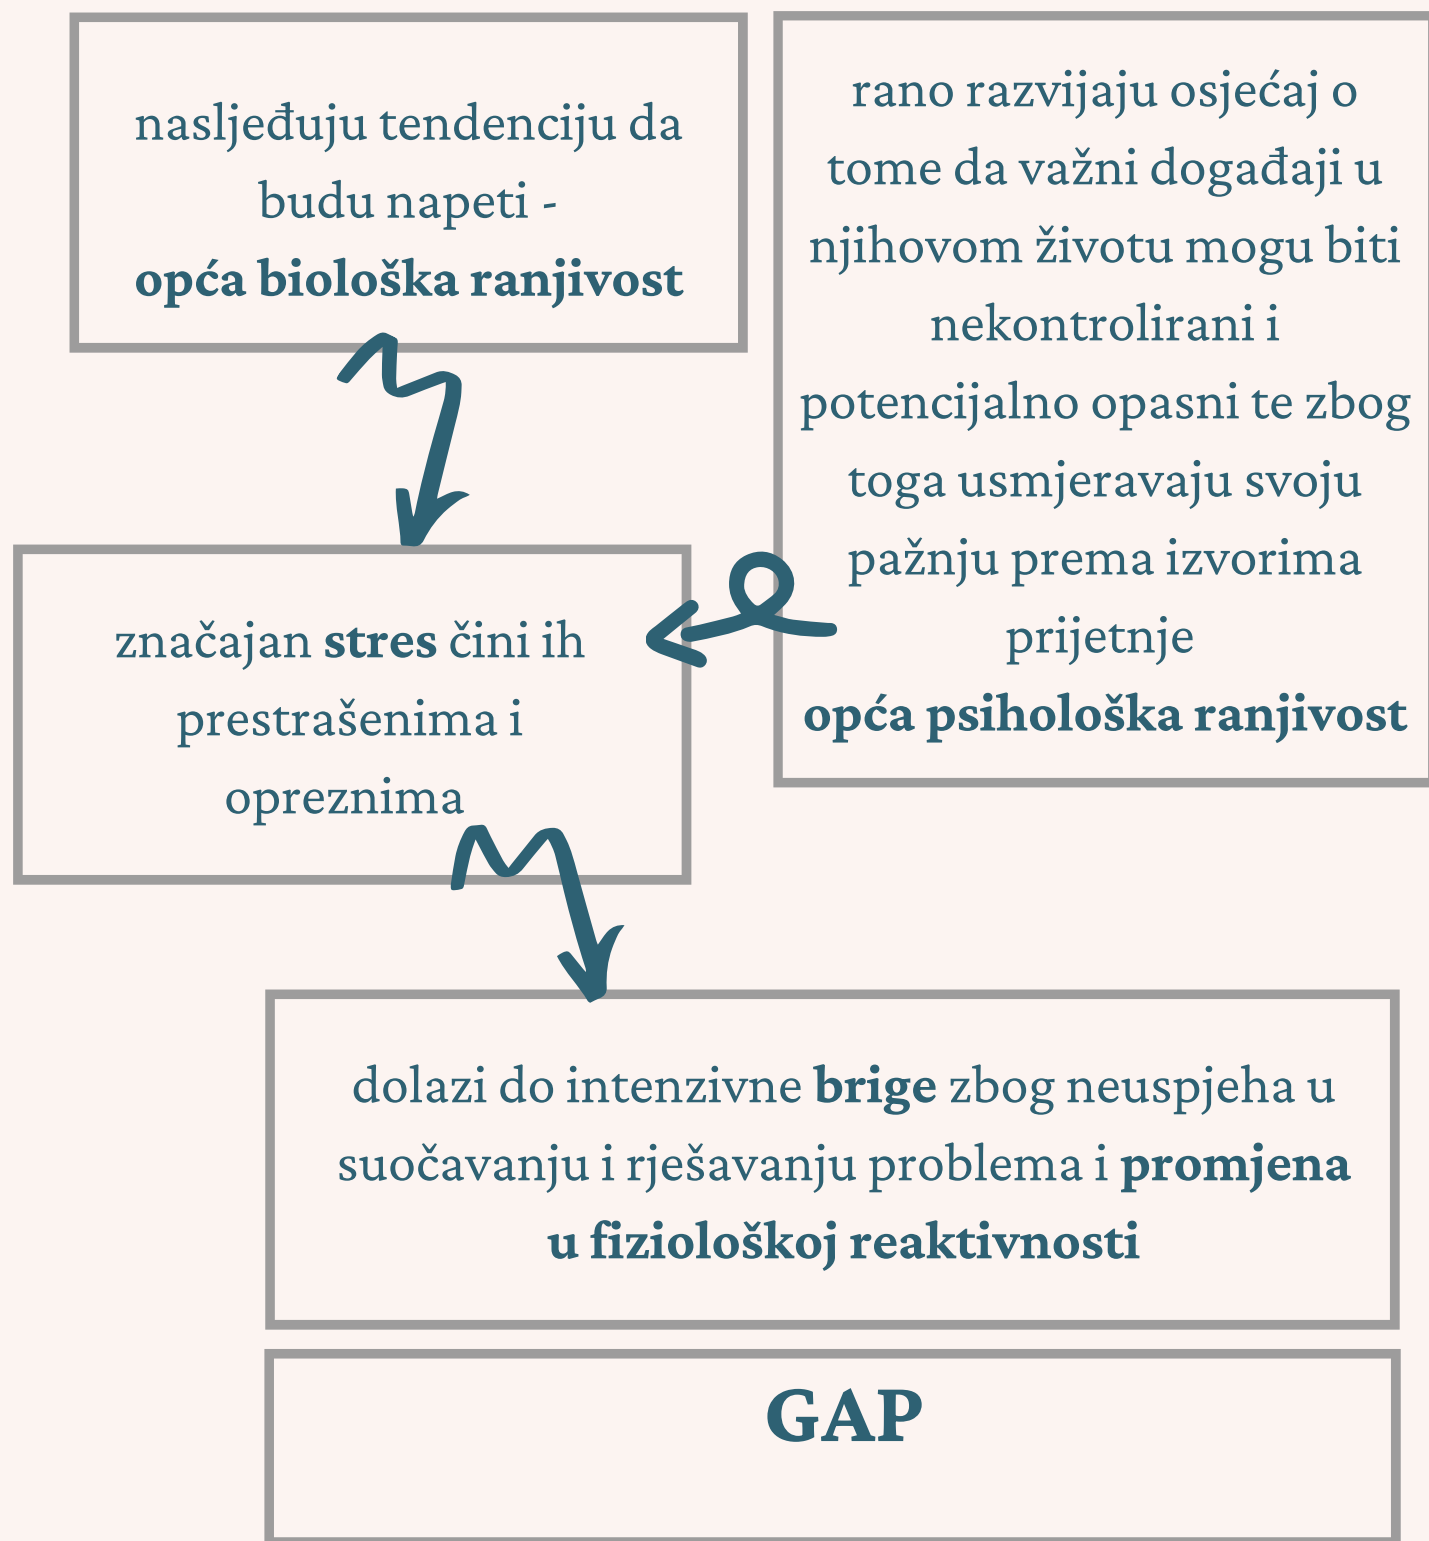 nasljeđuju tendenciju da
budu napeti -
opća biološka ranjivost
rano razvijaju osjećaj o
tome da važni događaji u
njihovom životu mogu biti
nekontrolirani i
potencijalno opasni te zbog
toga usmjeravaju svoju
pažnju prema izvorima
prijetnje
opća psihološka ranjivost
značajan stres čini ih
prestrašenima i
opreznima
dolazi do intenzivne brige zbog neuspjeha u
suočavanju i rješavanju problema i promjena
u fiziološkoj reaktivnosti
GAP